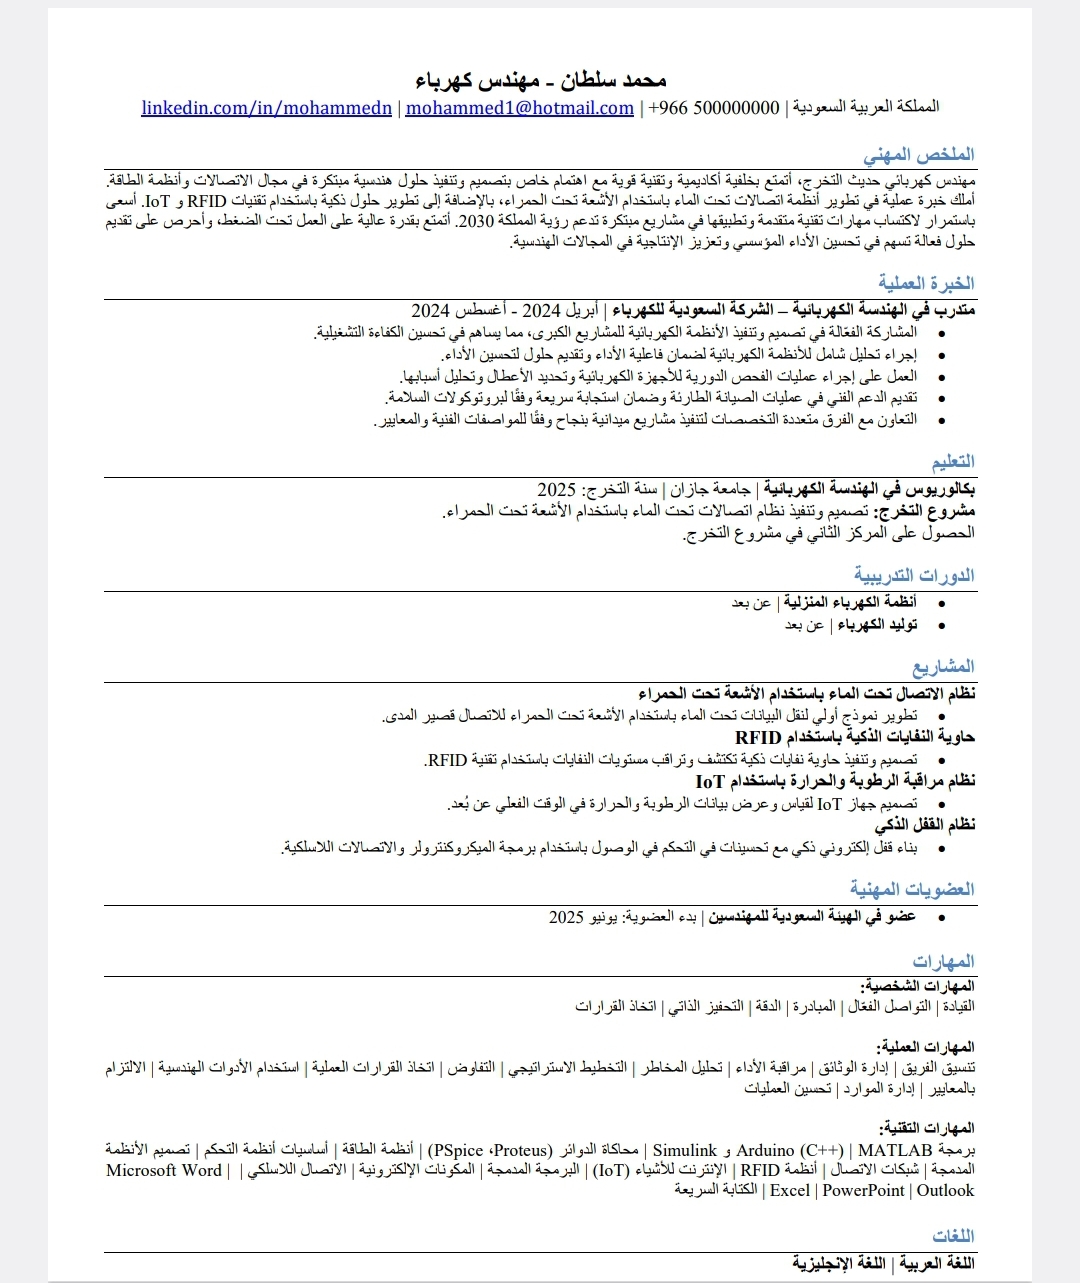 محمد سلطان - مهندس كهرباء
المملكة العربية السعودية | +966 500000000 | mohammed1@hotmail.com | linkedin.com/in/mohammedn
الملخص المهني
مهندس كهربائي حديث التخرج، أتمتع بخلفية أكاديمية وتقنية قوية مع اهتمام خاص بتصميم وتنفيذ حلول هندسية مبتكرة في مجال الاتصالات وأنظمة الطاقة.
أملك خبرة عملية في تطوير أنظمة اتصالات تحت الماء باستخدام الأشعة تحت الحمراء، بالإضافة إلى تطوير حلول ذكية باستخدام تقنيات RFID و IoT. أسعى
باستمرار لاكتساب مهارات تقنية متقدمة وتطبيقها في مشاريع مبتكرة تدعم رؤية المملكة 2030. أتمتع بقدرة عالية على العمل تحت الضغط، وأحرص على تقديم
حلول فعالة تسهم في تحسين الأداء المؤسسي وتعزيز الإنتاجية في المجالات الهندسية.
الخبرة العملية
متدرب في الهندسة الكهربائية – الشركة السعودية للكهرباء | أبريل 2024 - أغسطس 2024
• المشاركة الفعّالة في تصميم وتنفيذ الأنظمة الكهربائية للمشاريع الكبرى، مما يساهم في تحسين الكفاءة التشغيلية.
• إجراء تحليل شامل للأنظمة الكهربائية لضمان فاعلية الأداء وتقديم حلول لتحسين الأداء.
• العمل على إجراء عمليات الفحص الدورية للأجهزة الكهربائية وتحديد الأعطال وتحليل أسبابها.
• تقديم الدعم الفني في عمليات الصيانة الطارئة وضمان استجابة سريعة وفقًا لبروتوكولات السلامة.
• التعاون مع الفرق متعددة التخصصات لتنفيذ مشاريع ميدانية بنجاح وفقًا للمواصفات الفنية والمعايير.
التعليم
بكالوريوس في الهندسة الكهربائية | جامعة جازان | سنة التخرج: 2025
مشروع التخرج: تصميم وتنفيذ نظام اتصالات تحت الماء باستخدام الأشعة تحت الحمراء.
الحصول على المركز الثاني في مشروع التخرج.
الدورات التدريبية
• أنظمة الكهرباء المنزلية | عن بعد
• توليد الكهرباء | عن بعد
المشاريع
نظام الاتصال تحت الماء باستخدام الأشعة تحت الحمراء
• تطوير نموذج أولي لنقل البيانات تحت الماء باستخدام الأشعة تحت الحمراء للاتصال قصير المدى.
حاوية النفايات الذكية باستخدام RFID
• تصميم وتنفيذ حاوية نفايات ذكية تكتشف وتراقب مستويات النفايات باستخدام تقنية RFID.
نظام مراقبة الرطوبة والحرارة باستخدام IoT
• تصميم جهاز IoT لقياس وعرض بيانات الرطوبة والحرارة في الوقت الفعلي عن بُعد.
نظام القفل الذكي
• بناء قفل إلكتروني ذكي مع تحسينات في التحكم في الوصول باستخدام برمجة الميكروكنترولر والاتصالات اللاسلكية.
العضويات المهنية
• عضو في الهيئة السعودية للمهندسين | بدء العضوية: يونيو 2025
المهارات
المهارات الشخصية:
القيادة | التواصل الفعّال | المبادرة | الدقة | التحفيز الذاتي | اتخاذ القرارات
المهارات العملية:
تنسيق الفريق | إدارة الوثائق | مراقبة الأداء | تحليل المخاطر | التخطيط الاستراتيجي | التفاوض | اتخاذ القرارات العملية | استخدام الأدوات الهندسية | الالتزام
بالمعايير | إدارة الموارد | تحسين العمليات
المهارات التقنية:
برمجة Arduino (C++) | MATLAB و Simulink | محاكاة الدوائر (PSpice ،Proteus) | أنظمة الطاقة | أساسيات أنظمة التحكم | تصميم الأنظمة
المدمجة | شبكات الاتصال | أنظمة RFID | الإنترنت للأشياء (IoT) | البرمجة المدمجة | المكونات الإلكترونية | الاتصال اللاسلكي | Microsoft Word |
Excel | PowerPoint | Outlook | الكتابة السريعة
اللغات
اللغة العربية | اللغة الإنجليزية